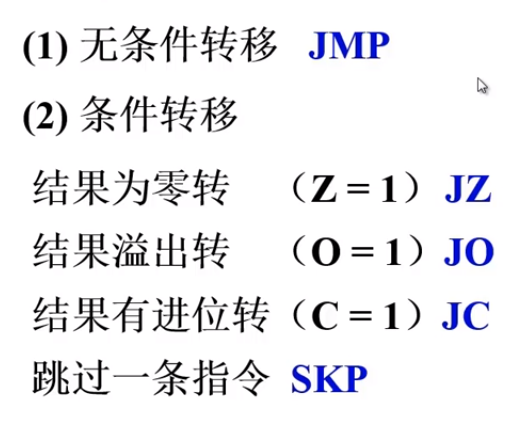 (1) 无条件转移 JMP
(2) 条件转移
结果为零转 （Z = 1）JZ
结果溢出转 （O = 1）JO
结果有进位转（C = 1）JC
跳过一条指令 SKP